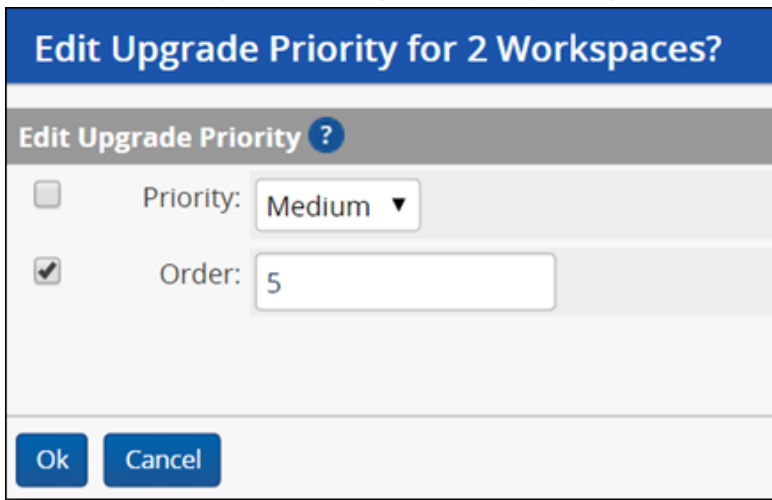 Edit Upgrade Priority for 2 Workspaces?
Edit Upgrade Priority ?
Priority: Medium
Order: 5
Ok Cancel